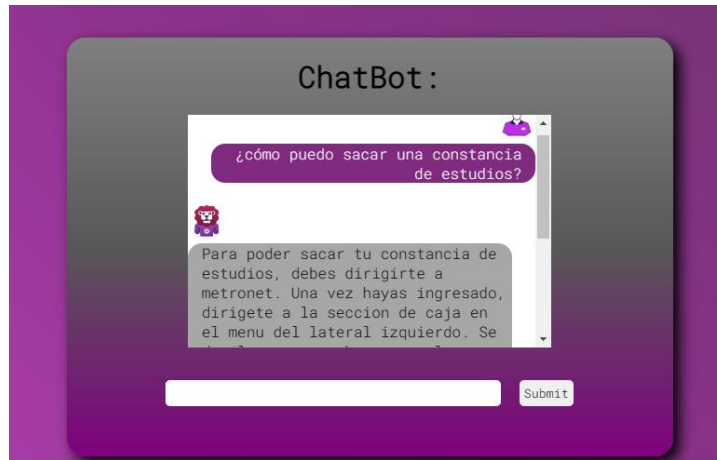 ChatBot:
¿cómo puedo sacar una constancia
de estudios?
Para poder sacar tu constancia de
estudios, debes dirigirte a
metronet. Una vez hayas ingresado,
dirigete a la seccion de caja en
el menu del lateral izquierdo. Se
Submit